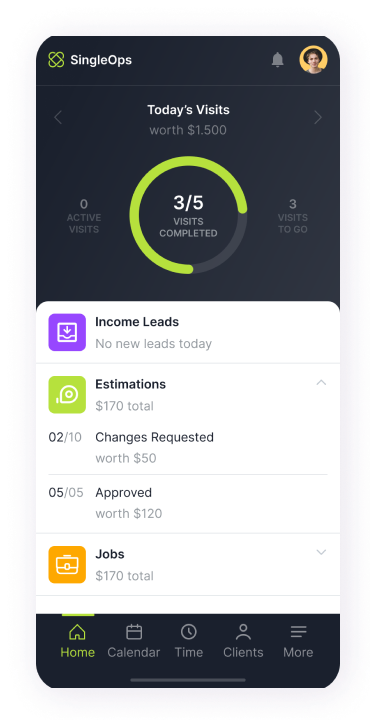 SingleOps
Today's Visits
worth $1.500
0
ACTIVE
VISITS
3/5
VISITS
COMPLETED
3
VISITS
TO GO
Income Leads
No new leads today
Estimations
$170 total
02/10 Changes Requested
worth $50
05/05 Approved
worth $120
Jobs
$170 total
Home Calendar Time Clients More